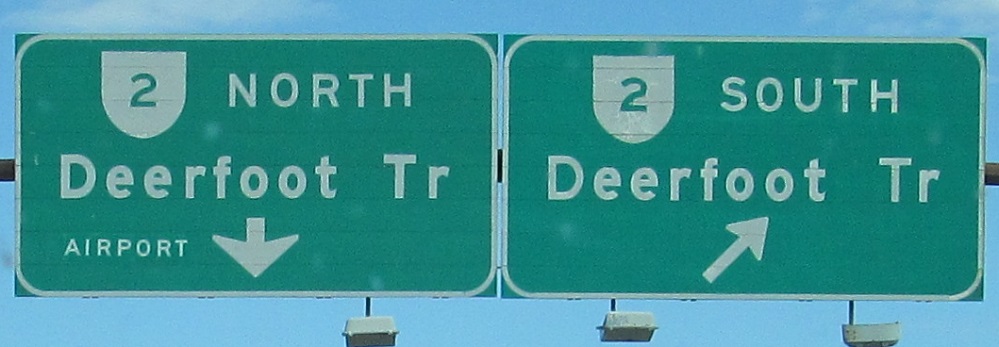 2 NORTH
Deerfoot Tr
AIRPORT
2 SOUTH
Deerfoot Tr